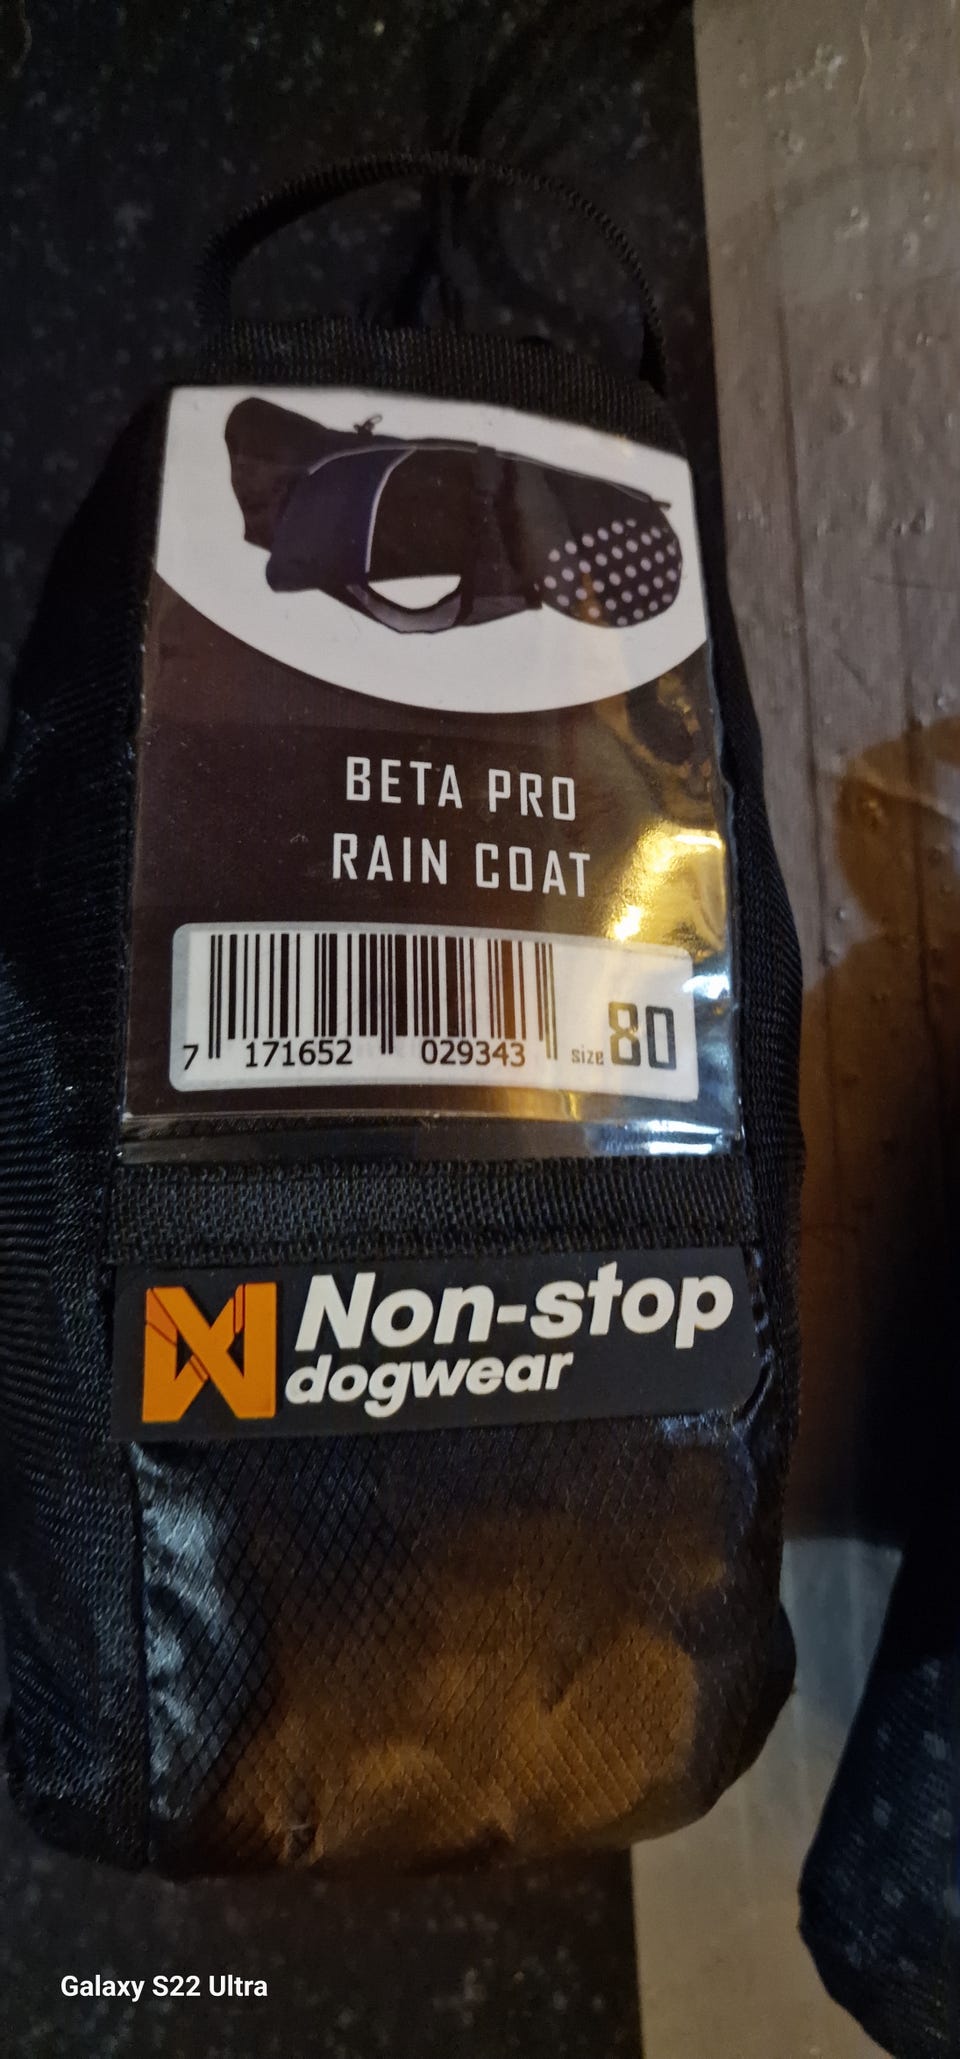 BETA PRO
RAIN COAT
7 171652 029343 size 80
Non-stop
dogwear
Galaxy S22 Ultra